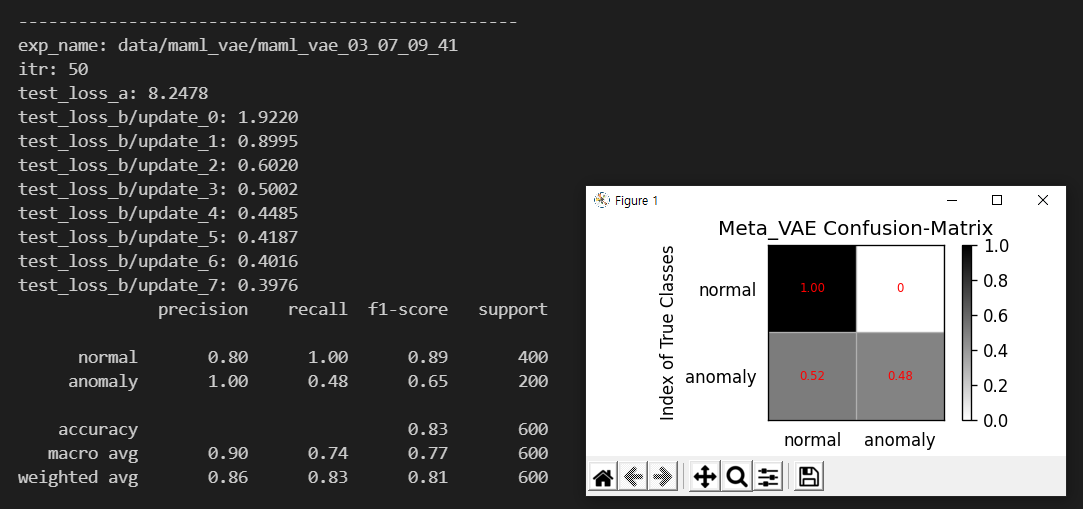 --------------------------------------------------
exp_name: data/maml_vae/maml_vae_03_07_09_41
itr: 50
test_loss_a: 8.2478
test_loss_b/update_0: 1.9220
test_loss_b/update_1: 0.8995
test_loss_b/update_2: 0.6020
test_loss_b/update_3: 0.5002
test_loss_b/update_4: 0.4485
test_loss_b/update_5: 0.4187
test_loss_b/update_6: 0.4016
test_loss_b/update_7: 0.3976
precision recall f1-score support
normal 0.80 1.00 0.89 400
anomaly 1.00 0.48 0.65 200
accuracy 0.83 600
macro avg 0.90 0.74 0.77 600
weighted avg 0.86 0.83 0.81 600
Figure 1
Meta_VAE Confusion-Matrix
Index of True Classes
normal 1.00 0
anomaly 0.52 0.48
normal anomaly
1.0
0.8
0.6
0.4
0.2
0.0